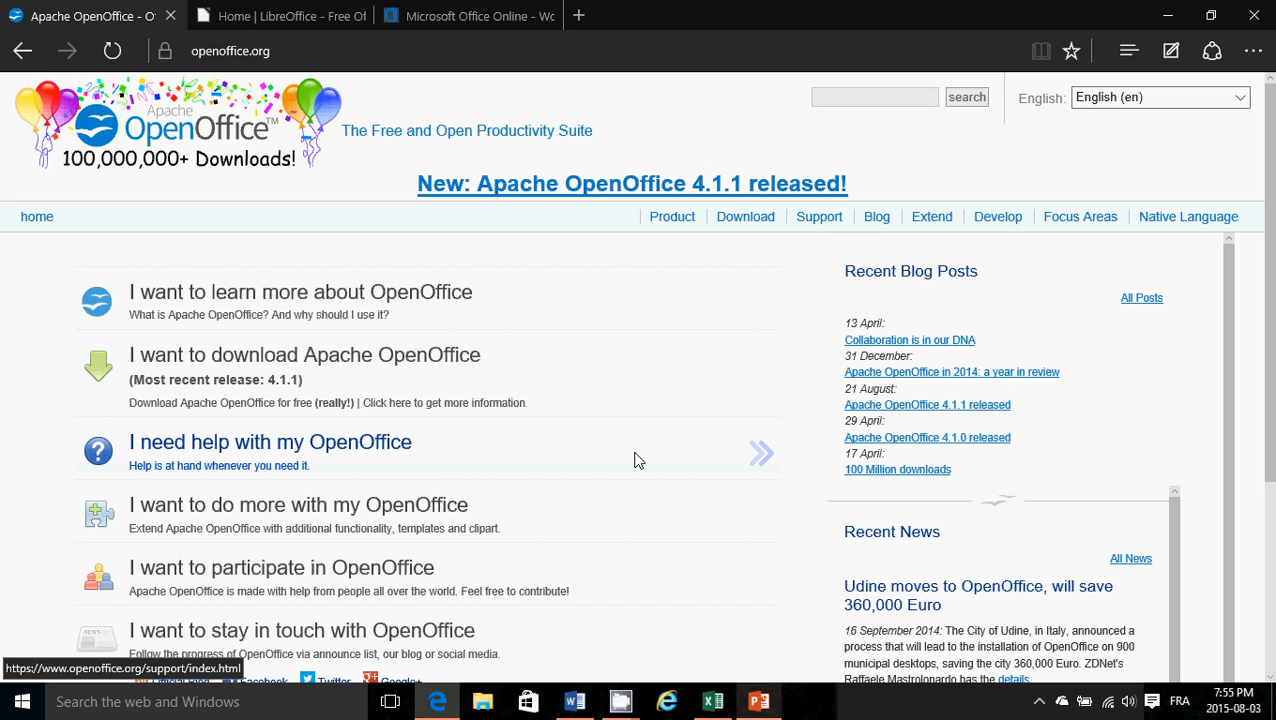 Apache OpenOffice - Of
Home | LibreOffice - Free Of
Microsoft Office Online - Wo
openoffice.org
Apache
OpenOffice™
100,000,000+ Downloads!
The Free and Open Productivity Suite
search
English:
English (en)
New: Apache OpenOffice 4.1.1 released!
home
Product
Download
Support
Blog
Extend
Develop
Focus Areas
Native Language
I want to learn more about OpenOffice
What is Apache OpenOffice? And why should I use it?
I want to download Apache OpenOffice
(Most recent release: 4.1.1)
Download Apache OpenOffice for free (really!) | Click here to get more information.
I need help with my OpenOffice
Help is at hand whenever you need it.
I want to do more with my OpenOffice
Extend Apache OpenOffice with additional functionality, templates and clipart.
I want to participate in OpenOffice
Apache OpenOffice is made with help from people all over the world. Feel free to contribute!
NEWS
I want to stay in touch with OpenOffice
Follow the progress of OpenOffice via announce list, our blog or social media.
Official Blog
Facebook
Twitter
Google+
Recent Blog Posts
All Posts
13 April:
Collaboration is in our DNA
31 December:
Apache OpenOffice in 2014: a year in review
21 August:
Apache OpenOffice 4.1.1 released
29 April:
Apache OpenOffice 4.1.0 released
17 April:
100 Million downloads
Recent News
All News
Udine moves to OpenOffice, will save
360,000 Euro
16 September 2014: The City of Udine, in Italy, announced a
process that will lead to the installation of OpenOffice on 900
municipal desktops, saving the city 360,000 Euro. ZDNet's
Raffaele Mastrolonardo has the details.
https://www.openoffice.org/support/index.html
Search the web and Windows
FRA
7:55 PM
2015-08-03